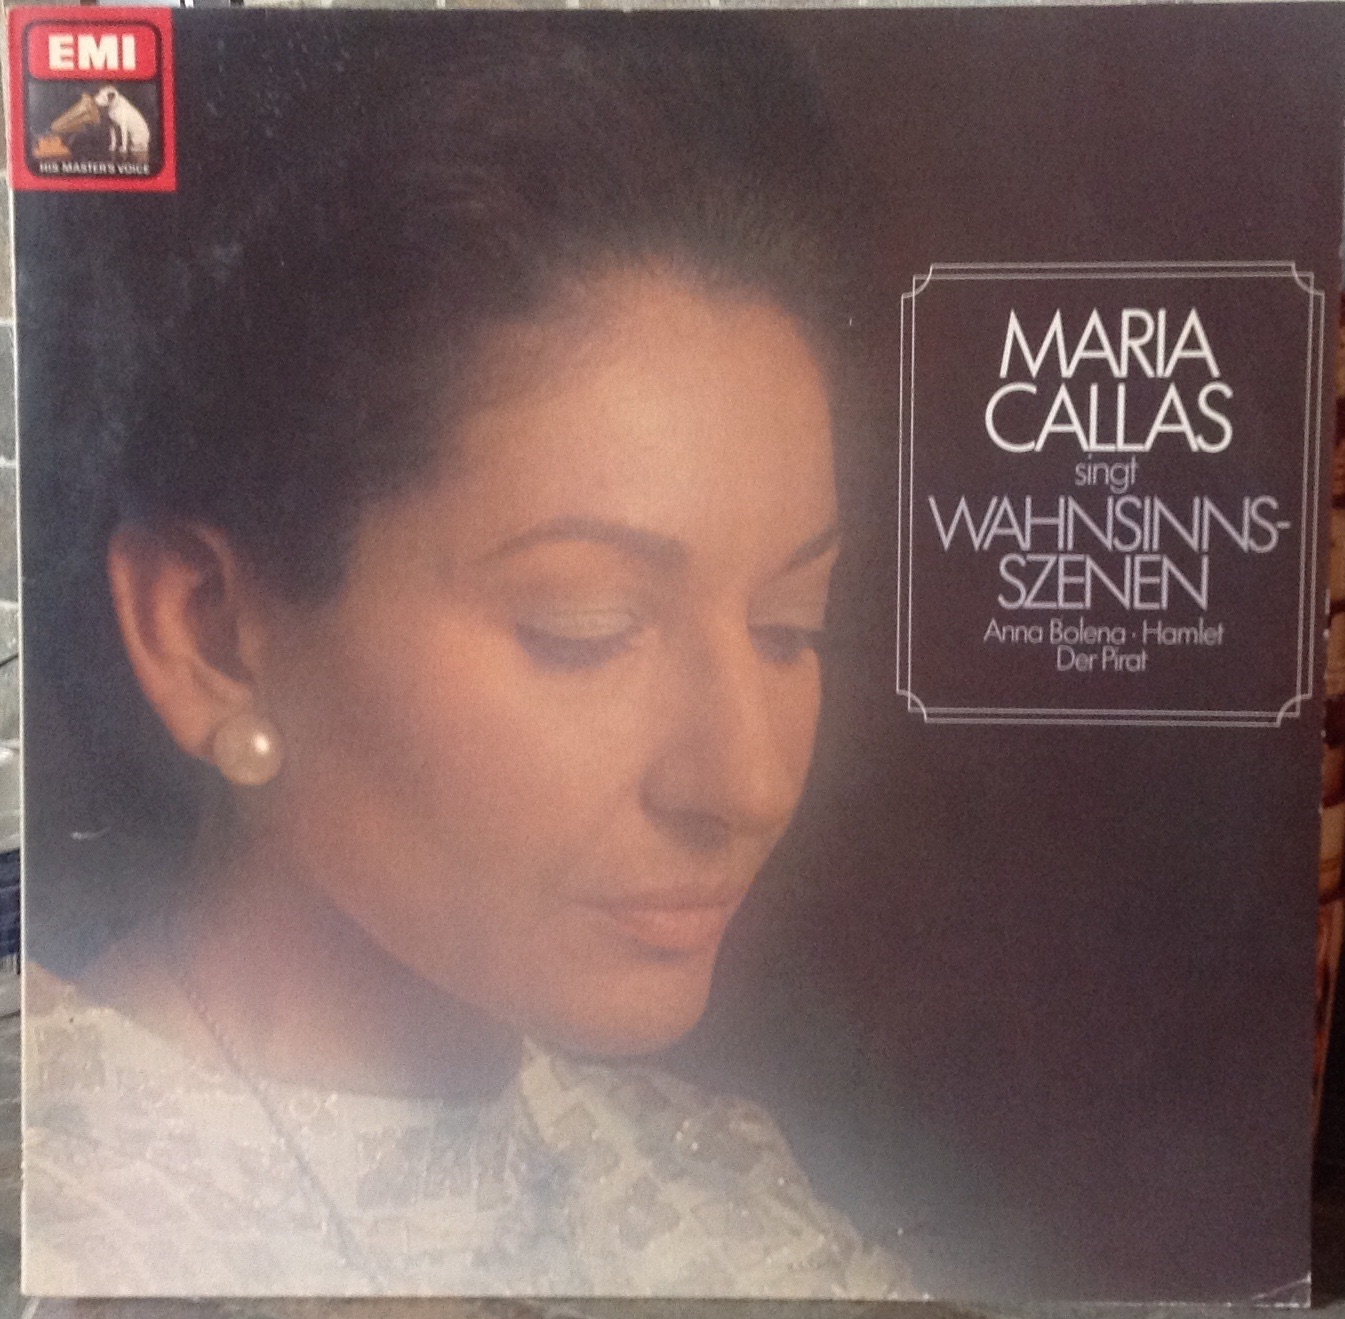 EMI
HIS MASTER'S VOICE
MARIA
CALLAS
singt
WAHNSINNS-
SZENEN
Anna Bolena · Hamlet
Der Pirat